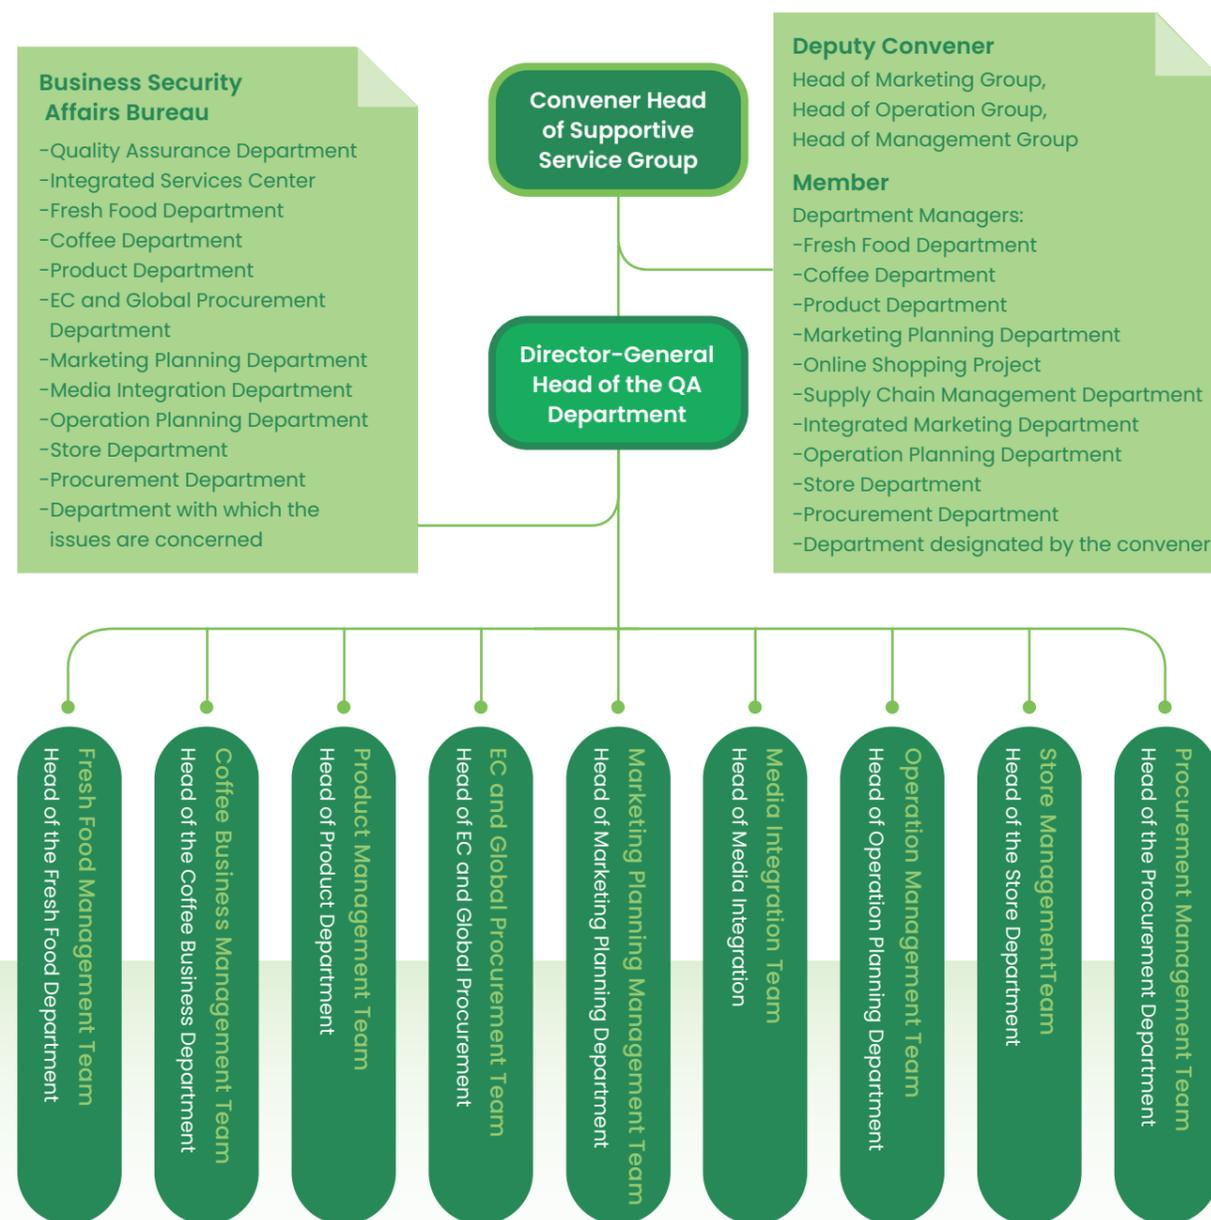 Business Security
Affairs Bureau
-Quality Assurance Department
-Integrated Services Center
-Fresh Food Department
-Coffee Department
-Product Department
-EC and Global Procurement
Department
-Marketing Planning Department
-Media Integration Department
-Operation Planning Department
-Store Department
-Procurement Department
-Department with which the
issues are concerned
Convener Head
of Supportive
Service Group
Director-General
Head of the QA
Department
Deputy Convener
Head of Marketing Group,
Head of Operation Group,
Head of Management Group
Member
Department Managers:
-Fresh Food Department
-Coffee Department
-Product Department
-Marketing Planning Department
-Online Shopping Project
-Supply Chain Management Department
-Integrated Marketing Department
-Operation Planning Department
-Store Department
-Procurement Department
-Department designated by the convener
Fresh Food Management Team
Head of the Fresh Food Department
Coffee Business Management Team
Head of the Coffee Business Department
Product Management Team
Head of Product Department
EC and Global Procurement Team
Head of EC and Global Procurement
Marketing Planning Management Team
Head of Marketing Planning Department
Media Integration Team
Head of Media Integration
Operation Management Team
Head of Operation Planning Department
Store ManagementTeam
Head of the Store Department
Procurement Management Team
Head of the Procurement Department